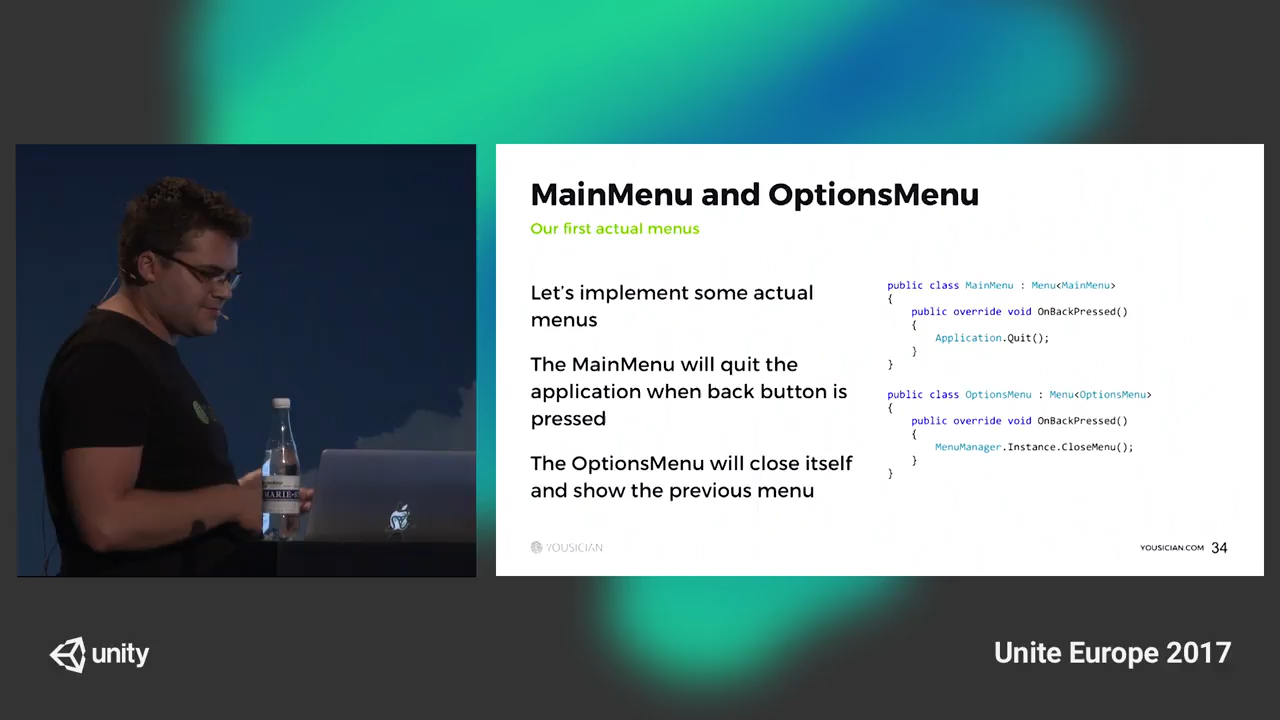 MainMenu and OptionsMenu
Our first actual menus
Let's implement some actual
menus
The MainMenu will quit the
application when back button is
pressed
The OptionsMenu will close itself
and show the previous menu
public class MainMenu : Menu<MainMenu>
{
public override void OnBackPressed()
{
Application.Quit();
}
}
public class OptionsMenu : Menu<OptionsMenu>
{
public override void OnBackPressed()
{
MenuManager.Instance.CloseMenu();
}
}
YOUSICIAN
YOUSICIAN.COM 34
MARIE
unity
Unite Europe 2017